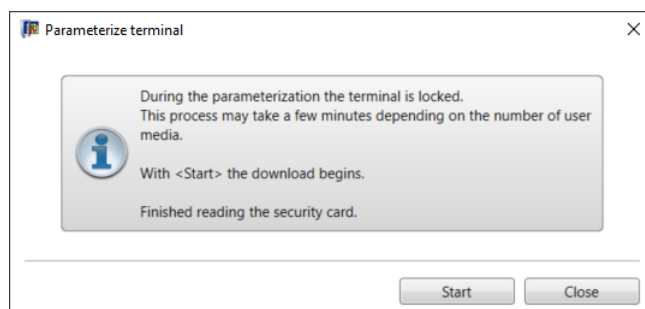 Parameterize terminal
During the parameterization the terminal is locked.
This process may take a few minutes depending on the number of user
media.
With <Start> the download begins.
Finished reading the security card.
Start
Close